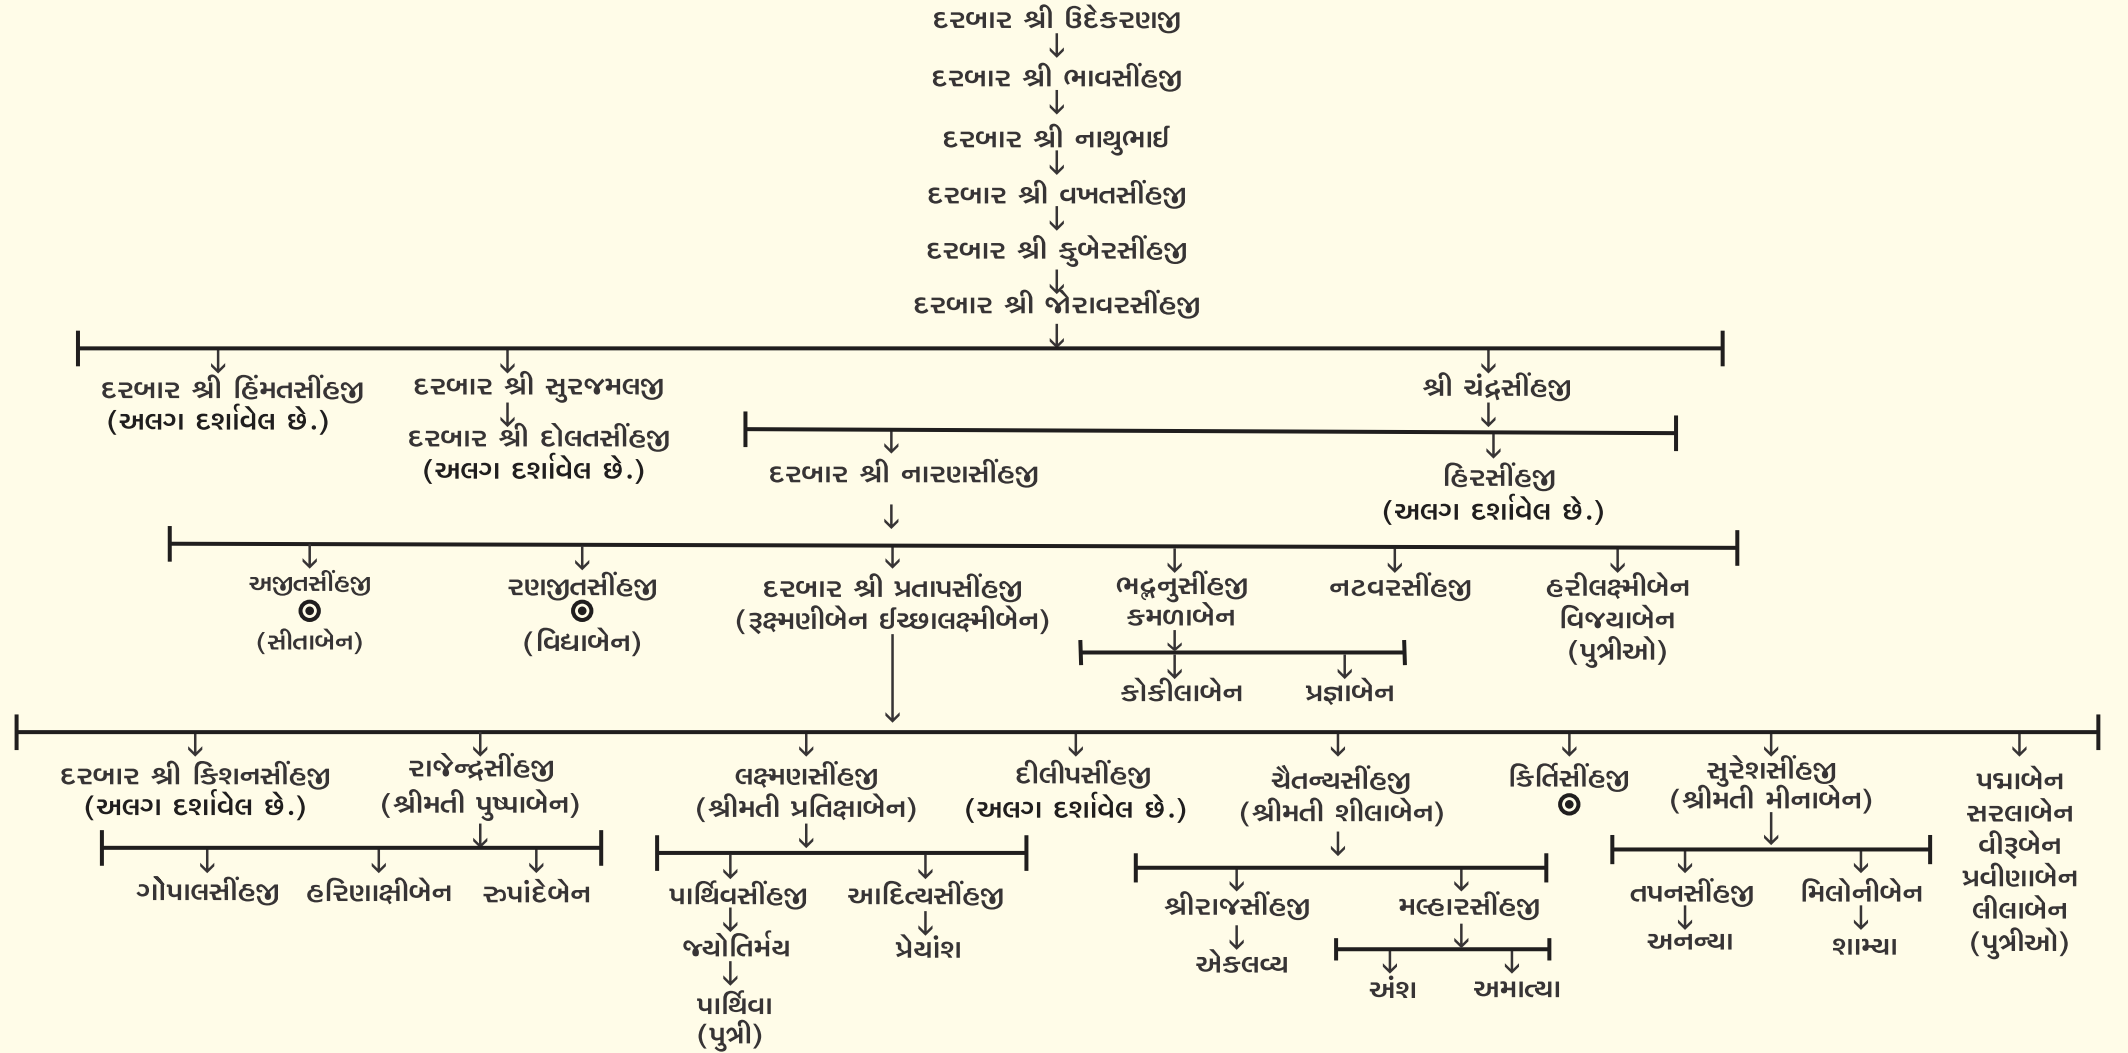 દરબાર શ્રી ઉદેકરણજી
દરબાર શ્રી ભાવસીંહજી
દરબાર શ્રી નાથુભાઈ
દરબાર શ્રી વખતસીંહજી
દરબાર શ્રી કુબેરસીંહજી
દરબાર શ્રી જોરાવરસીંહજી
દરબાર શ્રી હિંમતસીંહજી
(અલગ દર્શાવેલ છે.)
દરબાર શ્રી સુરજમલજી
દરબાર શ્રી દોલતસીંહજી
(અલગ દર્શાવેલ છે.)
શ્રી ચંદ્રસીંહજી
દરબાર શ્રી નારણસીંહજી
હિરસીંહજી
(અલગ દર્શાવેલ છે.)
અજીતસીંહજી
(સીતાબેન)
રણજીતસીંહજી
(વિદ્યાબેન)
દરબાર શ્રી પ્રતાપસીંહજી
(રૂક્ષ્મણીબેન ઈચ્છાલક્ષ્મીબેન)
ભદ્રાનુસીંહજી
કમળાબેન
નટવરસીંહજી
હરીલક્ષ્મીબેન
વિજયાબેન
(પુત્રીઓ)
કોકીલાબેન
પ્રજ્ઞાબેન
દરબાર શ્રી કિશનસીંહજી
(અલગ દર્શાવેલ છે.)
રાજેન્દ્રસીંહજી
(શ્રીમતી પુષ્પાબેન)
લક્ષ્મણસીંહજી
(શ્રીમતી પ્રતિક્ષાબેન)
દીલીપસીંહજી
(અલગ દર્શાવેલ છે.)
ચૈતન્યસીંહજી
(શ્રીમતી શીલાબેન)
કિર્તિસીંહજી
સુરેશસીંહજી
(શ્રીમતી મીનાબેન)
પદ્માબેન
સરલાબેન
વીરૂબેન
પ્રવીણાબેન
લીલાબેન
(પુત્રીઓ)
ગોપાલસીંહજી
હરિણાક્ષીબેન
રુપાંદેબેન
પાર્થિવસીંહજી
જ્યોતિર્મય
પાર્થિવા
(પુત્રી)
આદિત્યસીંહજી
પ્રેયાંશ
શ્રીરાજસીંહજી
એકલવ્ય
મલ્હારસીંહજી
અંશ
અમાત્યા
તપનસીંહજી
અનન્યા
મિલોનીબેન
શામ્યા